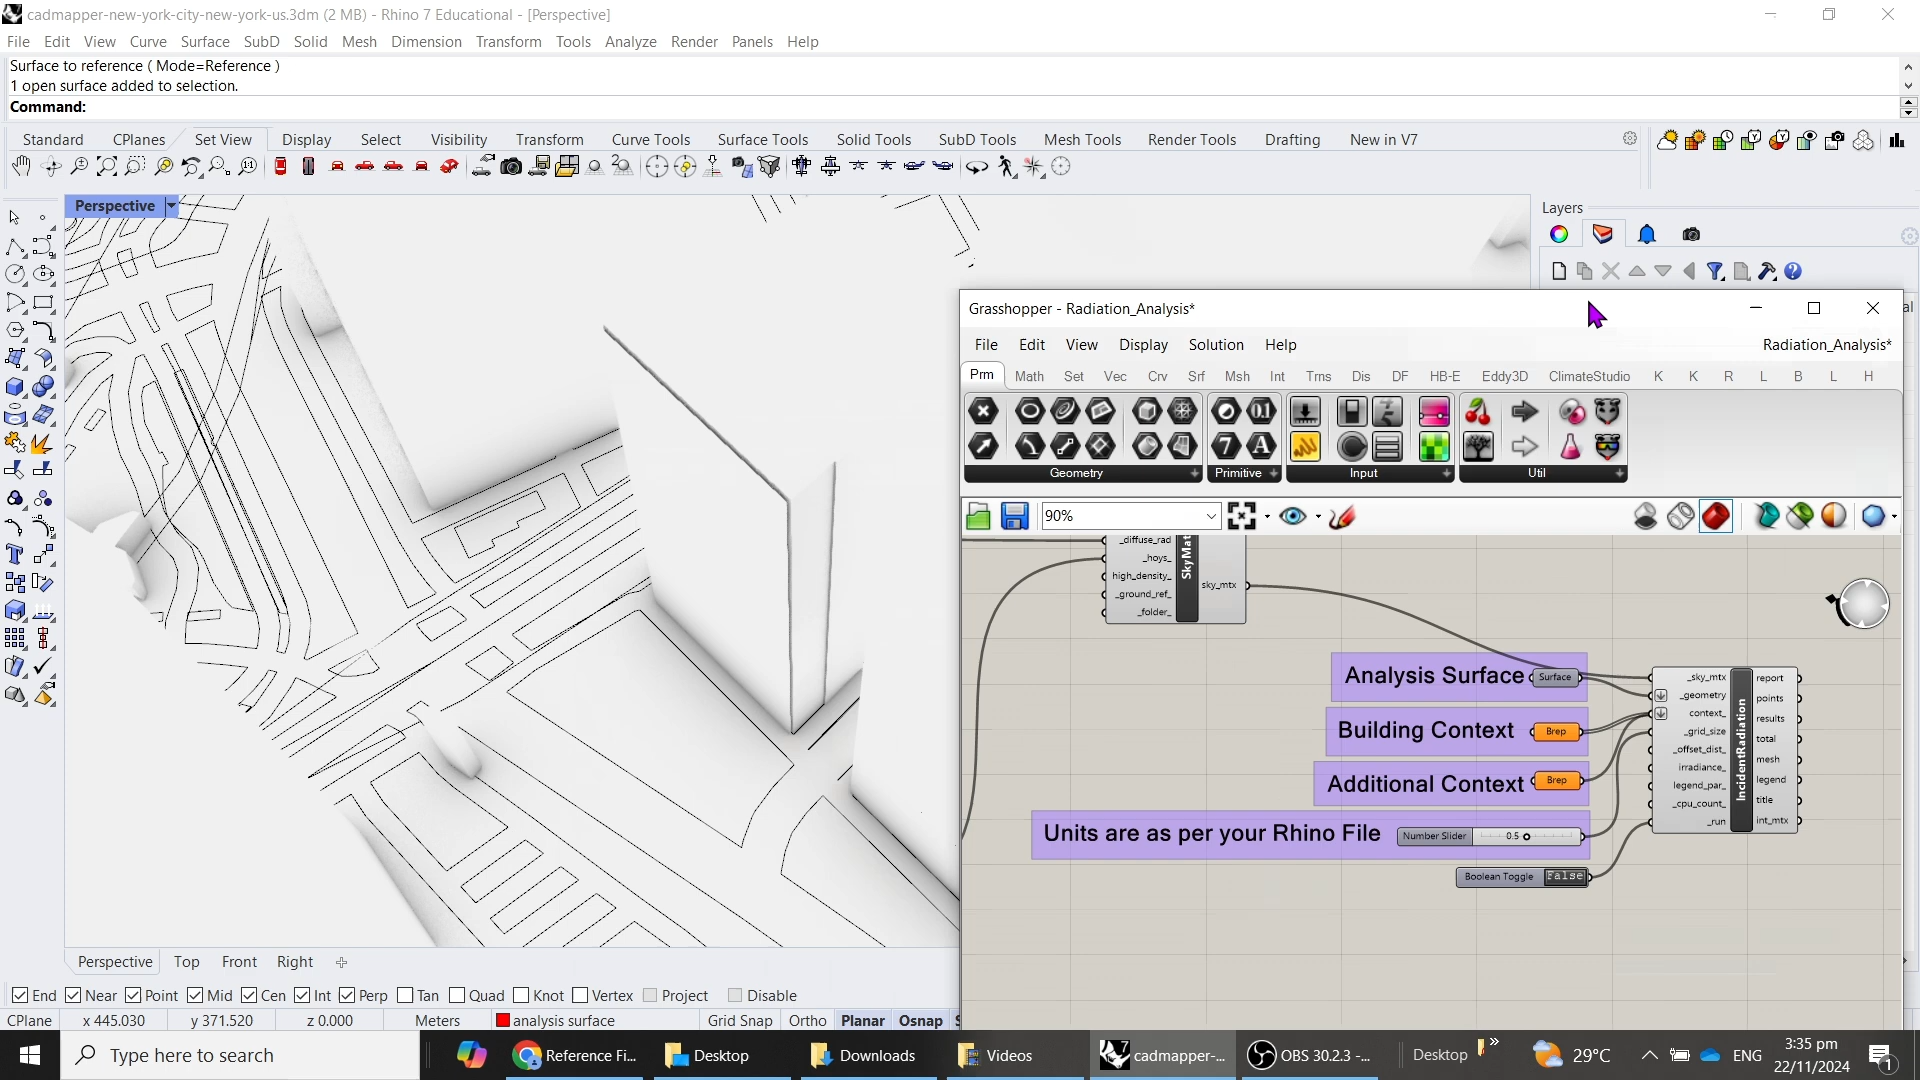 cadmapper-new-york-city-new-york-us.3dm (2 MB) - Rhino 7 Educational - [Perspective]
File Edit View Curve Surface SubD Solid Mesh Dimension Transform Tools Analyze Render Panels Help
Surface to reference ( Mode=Reference )
1 open surface added to selection.
Command:
Standard CPlanes Set View Display Select Visibility Transform Curve Tools Surface Tools Solid Tools SubD Tools Mesh Tools Render Tools Drafting New in V7
Perspective
Layers
Grasshopper - Radiation_Analysis*
File Edit View Display Solution Help Radiation_Analysis*
Prm Math Set Vec Crv Srf Msh Int Trns Dis DF HB-E Eddy3D ClimateStudio K K R L B L H
Geometry Primitive Input Util
90%
_diffuse_rad
_hoys_
high_density_
_ground_ref_
_folder_
SkyMat
sky_mtx
Analysis Surface Surface
Building Context Brep
Additional Context Brep
Units are as per your Rhino File Number Slider 0.5
Boolean Toggle False
_sky_mtx
_geometry
context_
_grid_size
_offset_dist_
irradiance_
legend_par_
_cpu_count_
_run
IncidentRadiation
report
points
results
total
mesh
legend
title
int_mtx
Perspective Top Front Right
End Near Point Mid Cen Int Perp Tan Quad Knot Vertex Project Disable
CPlane x 445.030 y 371.520 z 0.000 Meters analysis surface Grid Snap Ortho Planar Osnap
Type here to search
Reference Fi... Desktop Downloads Videos cadmapper-... OBS 30.2.3 -... Desktop 29°C ENG
3:35 pm
22/11/2024
1